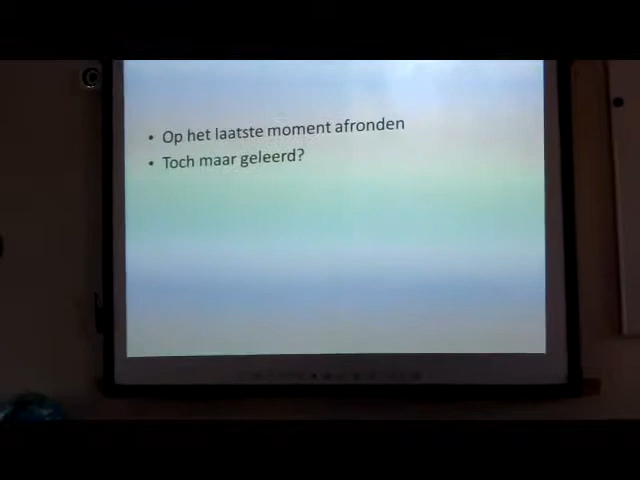 • Op het laatste moment afronden
• Toch maar geleerd?